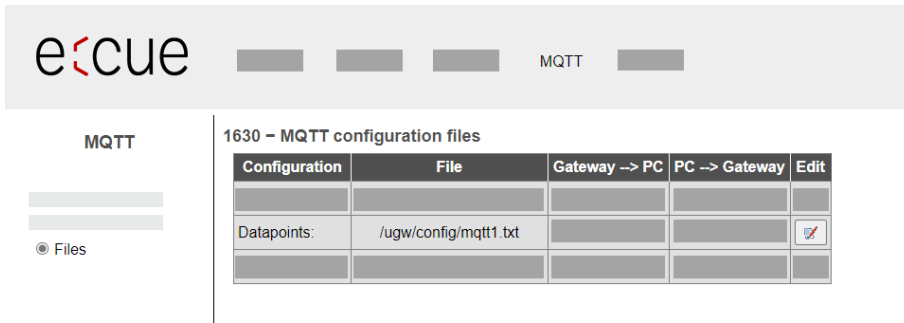 e:cue
MQTT
MQTT
1630 − MQTT configuration files
Configuration File Gateway --> PC PC --> Gateway Edit
Datapoints: /ugw/config/mqtt1.txt
Files